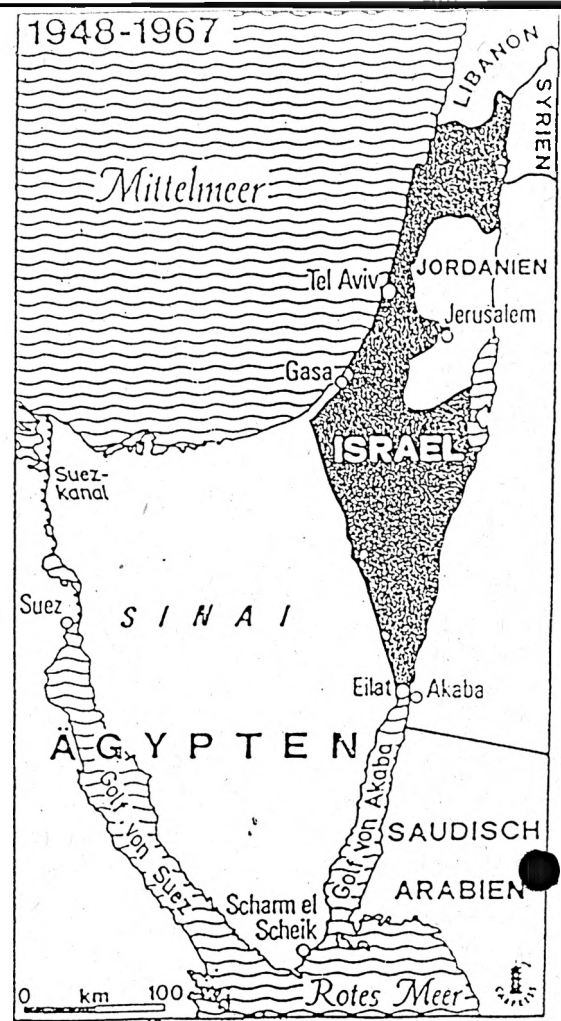 1948-1967
LIBANON
SYRIEN
Mittelmeer
JORDANIEN
Tel Aviv
Jerusalem
Gasa
ISRAEL
Suez-
kanal
Suez
SINAI
Eilat
Akaba
ÄGYPTEN
Golf von Suez
Golf von Akaba
SAUDISCH
ARABIEN
Scharm el
Scheik
0 km 100
Rotes Meer